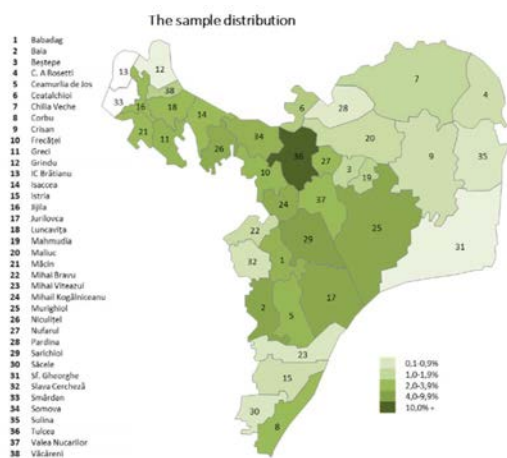 The sample distribution
1 Babadag
2 Baia
3 Beștepe
4 C. A Rosetti
5 Ceamurlia de Jos
6 Ceatalchioi
7 Chilia Veche
8 Corbu
9 Crisan
10 Frecăței
11 Greci
12 Grindu
13 IC Brătianu
14 Isaccea
15 Istria
16 Jijila
17 Jurilovca
18 Luncavița
19 Mahmudia
20 Maliuc
21 Măcin
22 Mihai Bravu
23 Mihai Viteazul
24 Mihail Kogălniceanu
25 Murighiol
26 Niculițel
27 Nufarul
28 Pardina
29 Sarichioi
30 Săcele
31 Sf. Gheorghe
32 Slava Cercheză
33 Smârdan
34 Somova
35 Sulina
36 Tulcea
37 Valea Nucarilor
38 Văcăreni
12
13
7
38
4
33
16
18
14
6
28
21
11
34
20
26
36
27
9
35
10
3
19
24
37
22
25
29
31
32
1
17
2
5
23
15
30
8
0,1-0,9%
1,0-1,9%
2,0-3,9%
4,0-9,9%
10,0% +